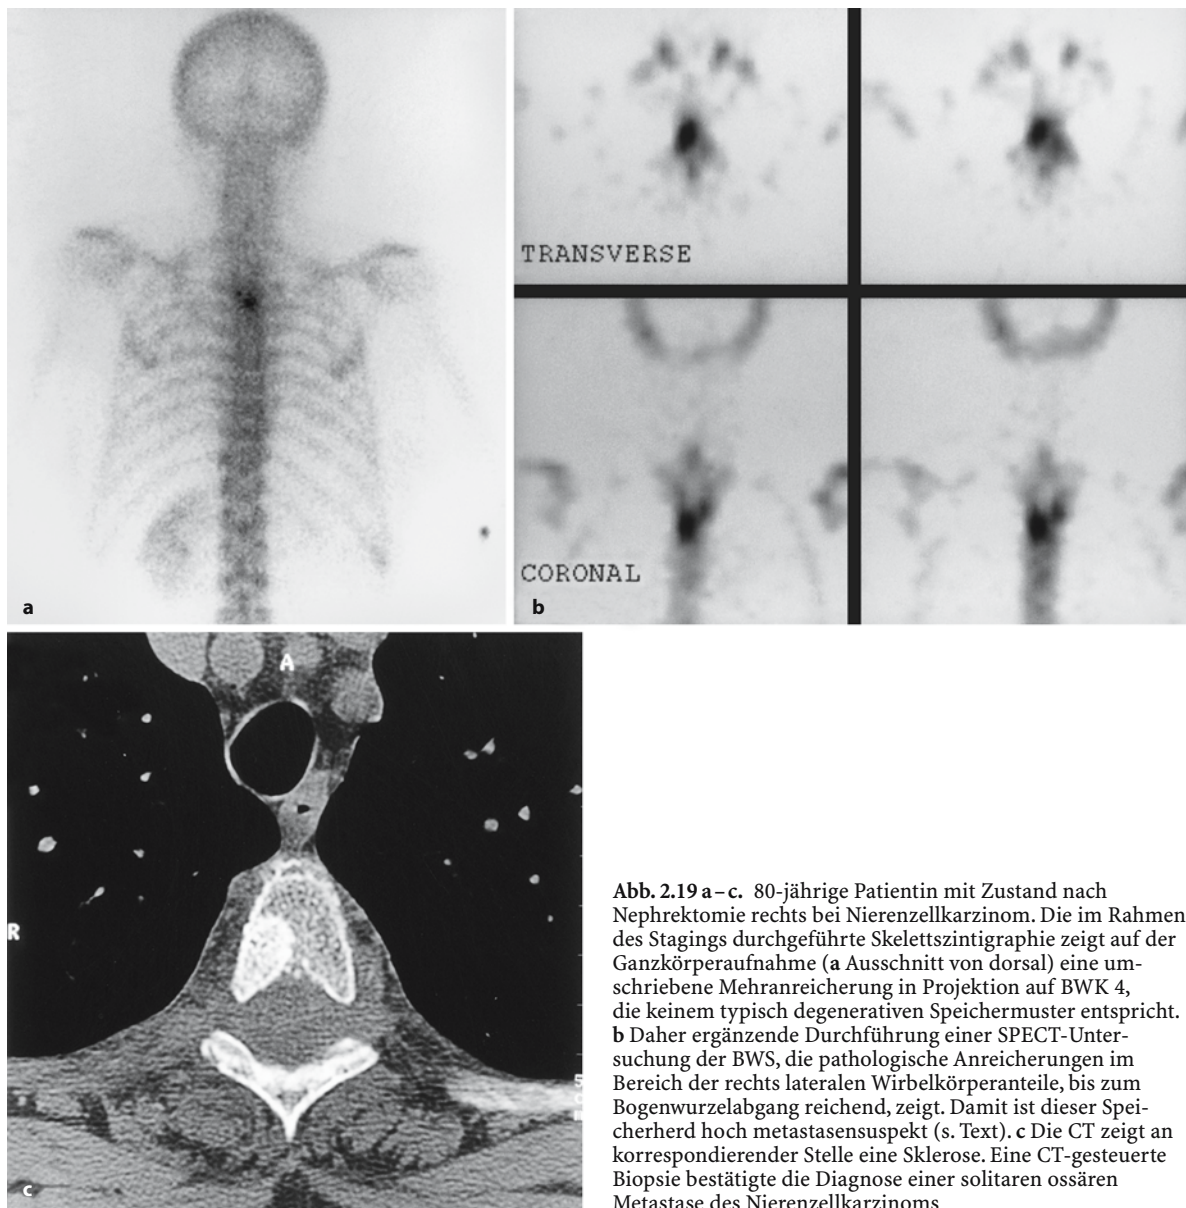 a
TRANSVERSE
CORONAL
b
A
R
c
Abb. 2.19 a – c. 80-jährige Patientin mit Zustand nach
Nephrektomie rechts bei Nierenzellkarzinom. Die im Rahmen
des Stagings durchgeführte Skelettszintigraphie zeigt auf der
Ganzkörperaufnahme (a Ausschnitt von dorsal) eine um-
schriebene Mehranreicherung in Projektion auf BWK 4,
die keinem typisch degenerativen Speichermuster entspricht.
b Daher ergänzende Durchführung einer SPECT-Unter-
suchung der BWS, die pathologische Anreicherungen im
Bereich der rechts lateralen Wirbelkörperanteile, bis zum
Bogenwurzelabgang reichend, zeigt. Damit ist dieser Spei-
cherherd hoch metastasensuspekt (s. Text). c Die CT zeigt an
korrespondierender Stelle eine Sklerose. Eine CT-gesteuerte
Biopsie bestätigte die Diagnose einer solitaren ossären
Metastase des Nierenzellkarzinoms